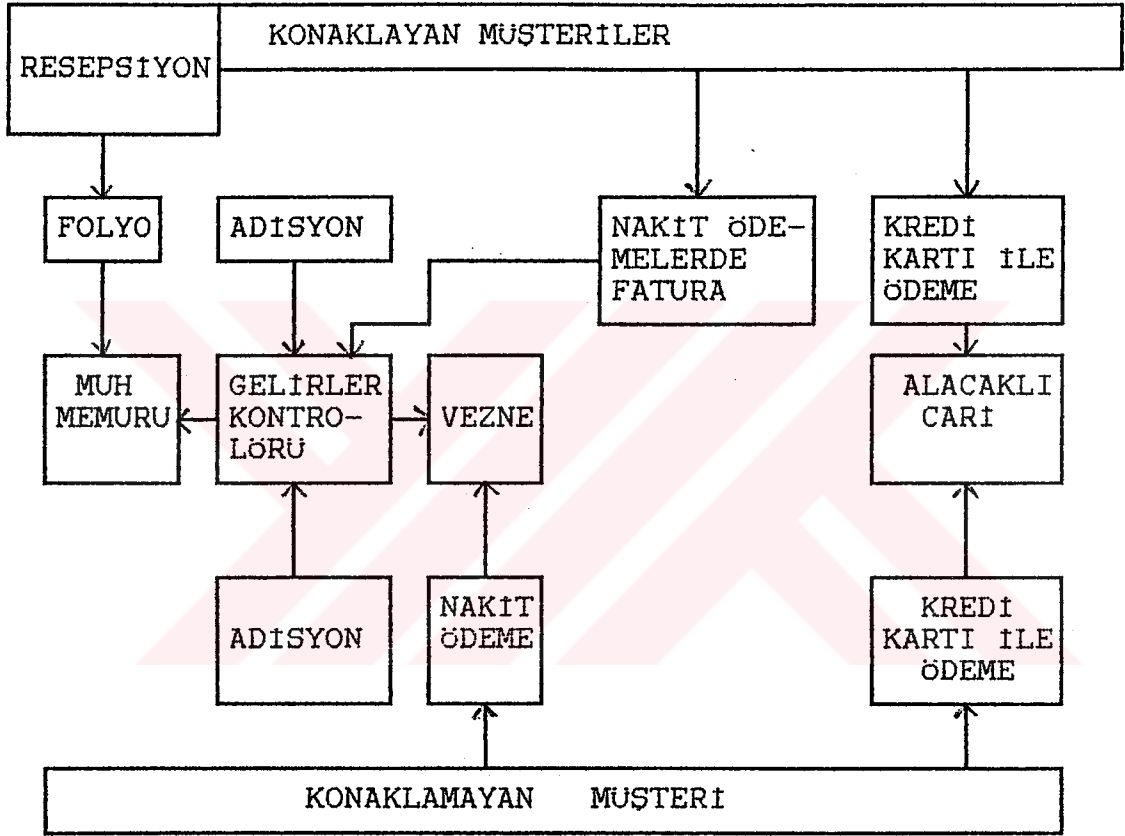 KONAKLAYAN MÜŞTERİLER
RESEPSİYON
FOLYO
ADİSYON
NAKİT ÖDE-
MELERDE
FATURA
KREDİ
KARTI İLE
ÖDEME
MUH
MEMURU
GELİRLER
KONTRO-
LÖRÜ
VEZNE
ALACAKLI
CARİ
ADİSYON
NAKİT
ÖDEME
KREDİ
KARTI İLE
ÖDEME
KONAKLAMAYAN MÜŞTERİ